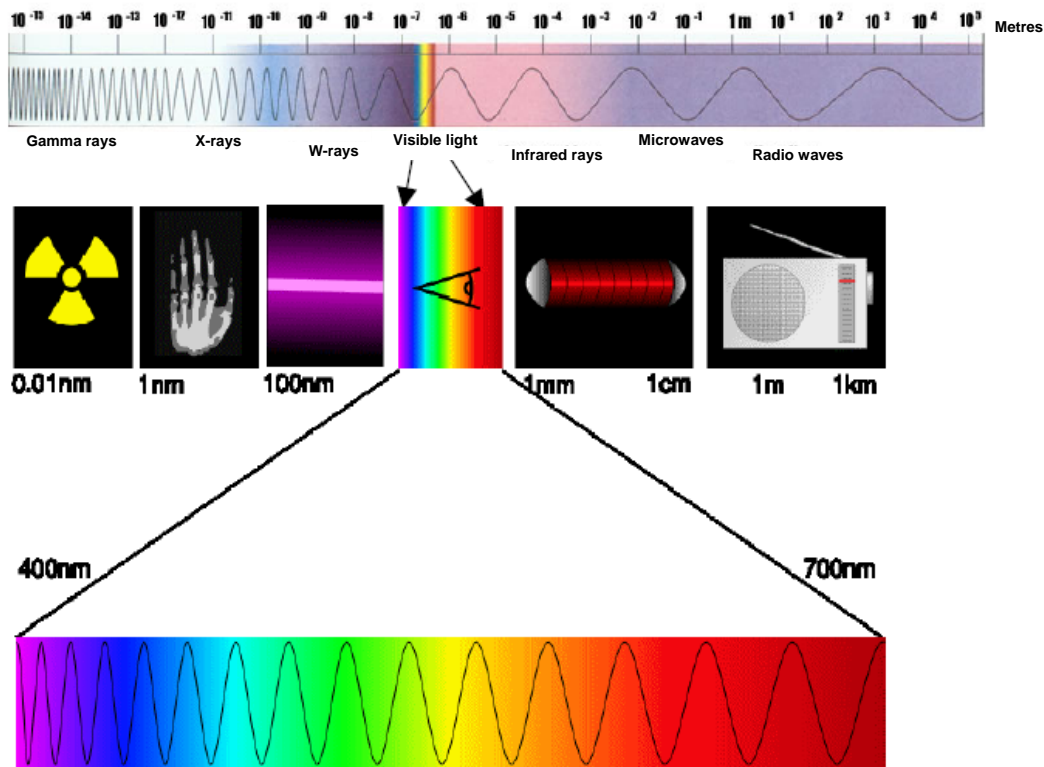 10⁻¹⁵ 10⁻¹⁴ 10⁻¹³ 10⁻¹² 10⁻¹¹ 10⁻¹⁰ 10⁻⁹ 10⁻⁸ 10⁻⁷ 10⁻⁶ 10⁻⁵ 10⁻⁴ 10⁻³ 10⁻² 10⁻¹ 1m 10¹ 10² 10³ 10⁴ 10⁵ Metres
Gamma rays X-rays W-rays Visible light Infrared rays Microwaves Radio waves
0.01nm 1nm 100nm 1mm 1cm 1m 1km
400nm 700nm